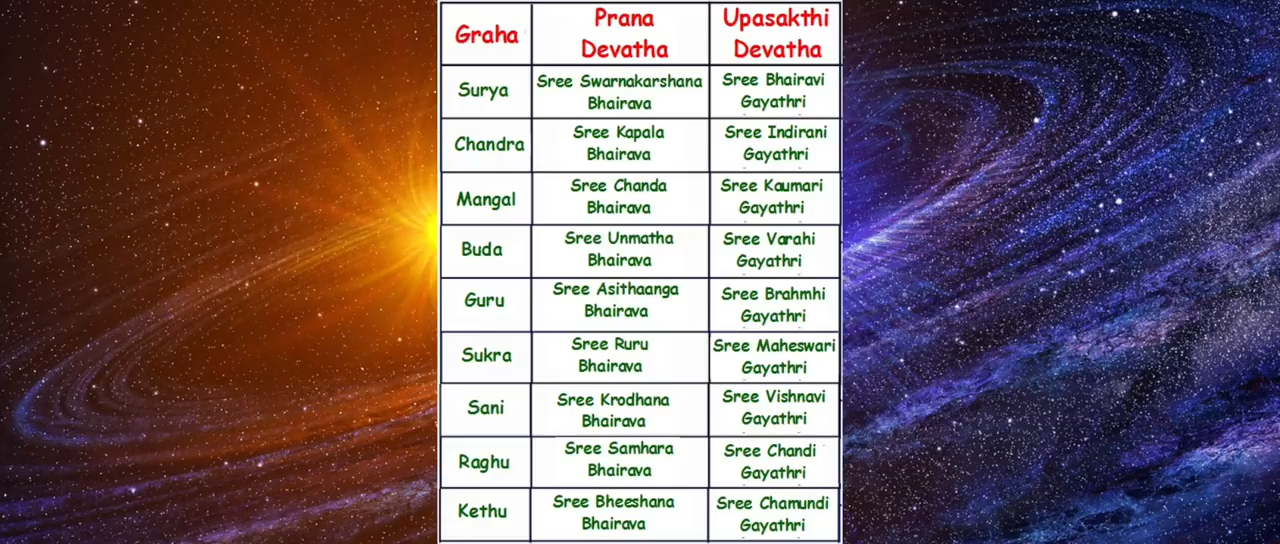 Graha Prana Devatha Upasakthi Devatha
Surya Sree Swarnakarshana Bhairava Sree Bhairavi Gayathri
Chandra Sree Kapala Bhairava Sree Indirani Gayathri
Mangal Sree Chanda Bhairava Sree Kaumari Gayathri
Buda Sree Unmatha Bhairava Sree Varahi Gayathri
Guru Sree Asithaanga Bhairava Sree Brahmhi Gayathri
Sukra Sree Ruru Bhairava Sree Maheswari Gayathri
Sani Sree Krodhana Bhairava Sree Vishnavi Gayathri
Raghu Sree Samhara Bhairava Sree Chandi Gayathri
Kethu Sree Bheeshana Bhairava Sree Chamundi Gayathri